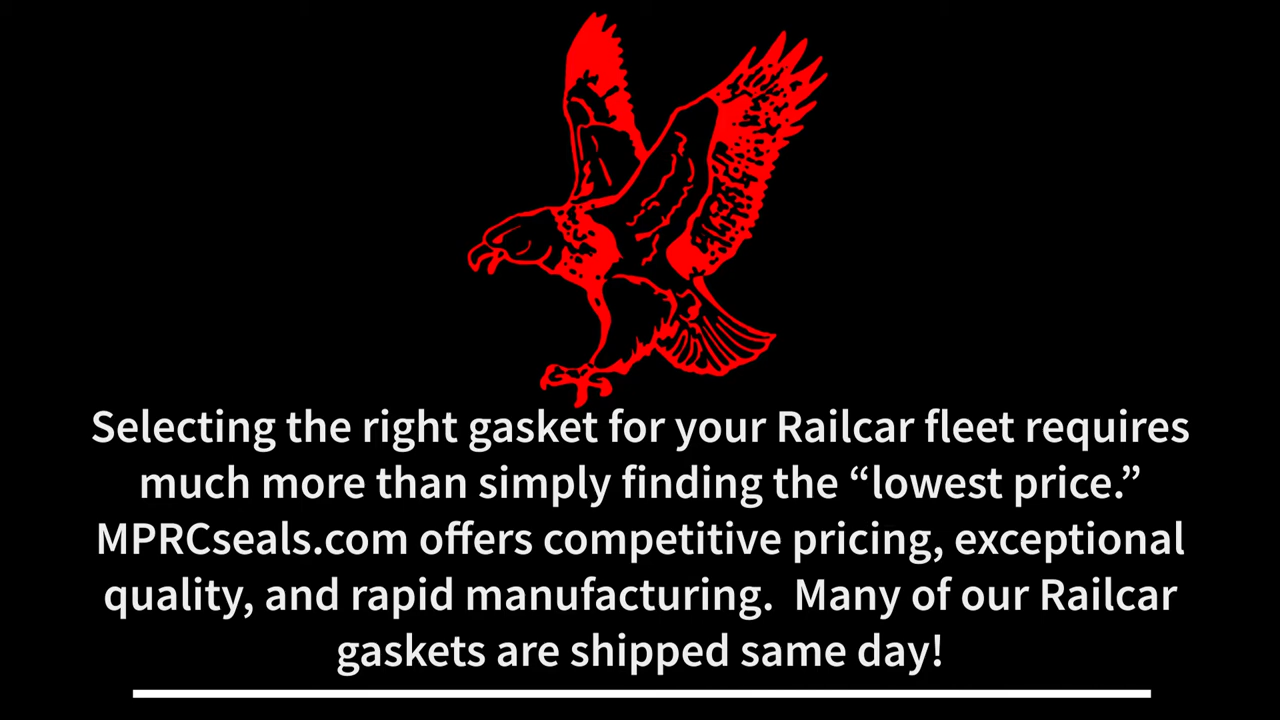 Selecting the right gasket for your Railcar fleet requires
much more than simply finding the “lowest price.”
MPRCseals.com offers competitive pricing, exceptional
quality, and rapid manufacturing.  Many of our Railcar
gaskets are shipped same day!